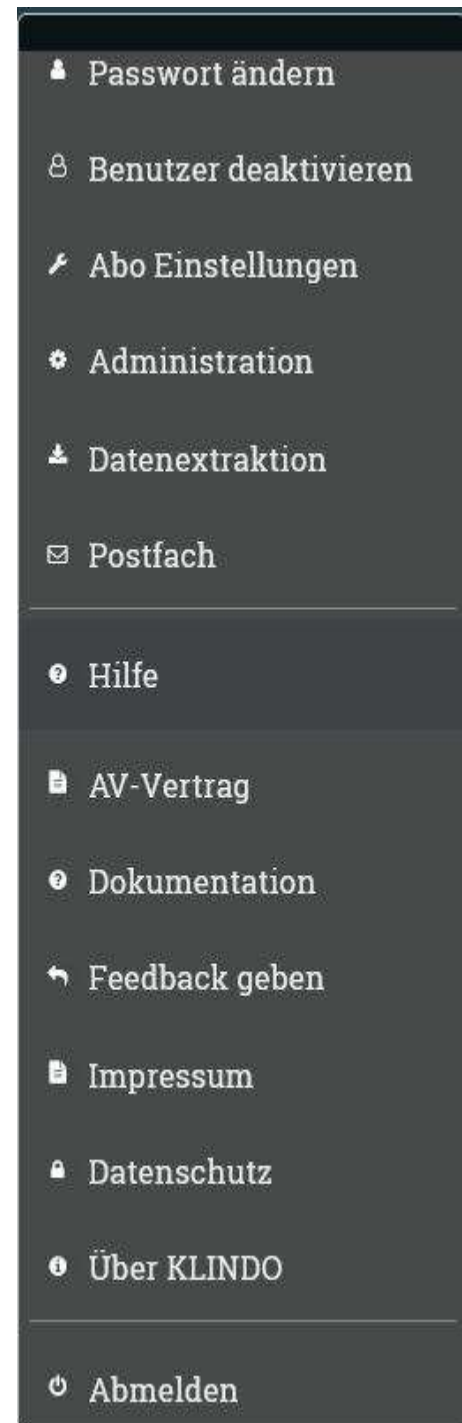 Passwort ändern
Benutzer deaktivieren
Abo Einstellungen
Administration
Datenextraktion
Postfach
Hilfe
AV-Vertrag
Dokumentation
Feedback geben
Impressum
Datenschutz
Über KLINDO
Abmelden